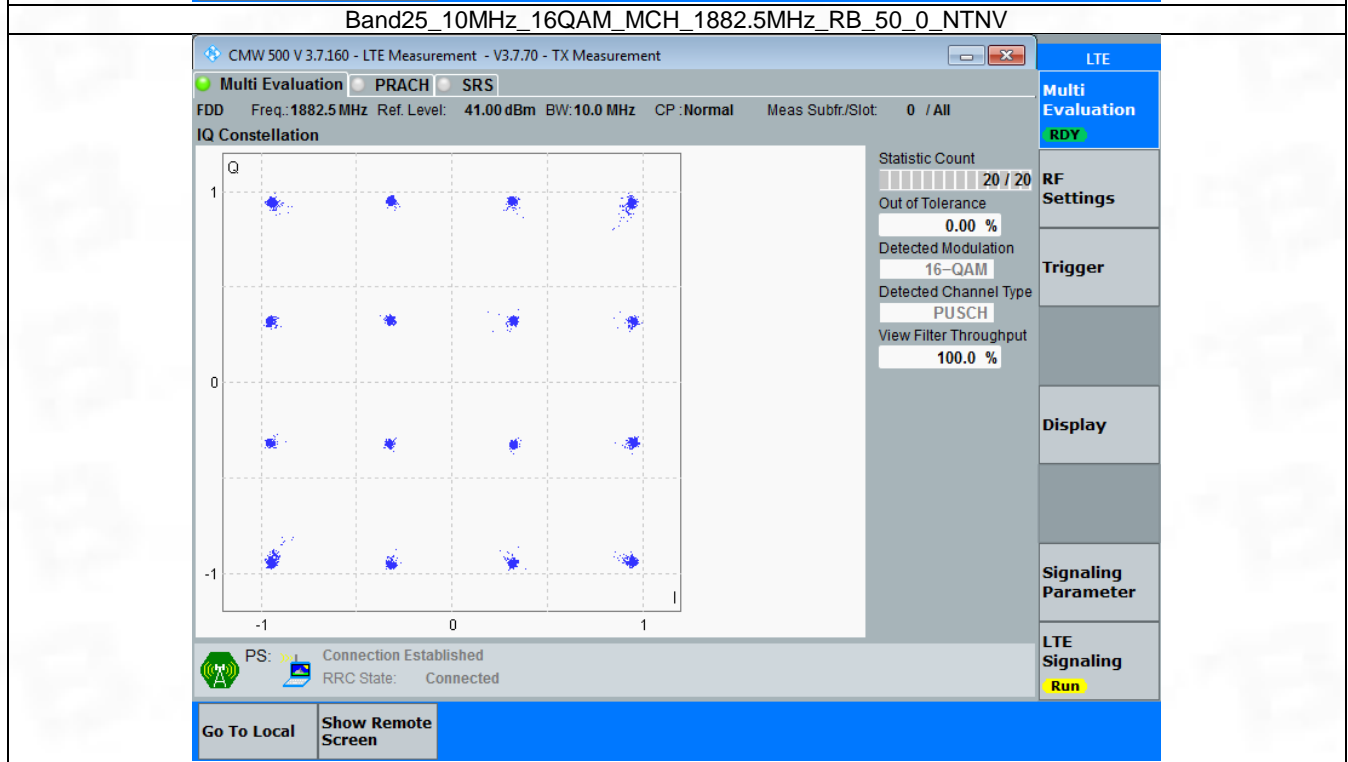 Band25_10MHz_16QAM_MCH_1882.5MHz_RB_50_0_NTNV
CMW 500 V 3.7.160 - LTE Measurement - V3.7.70 - TX Measurement
LTE
Multi Evaluation PRACH SRS
Multi
Evaluation
RDY
FDD Freq.:1882.5 MHz Ref. Level: 41.00 dBm BW:10.0 MHz CP :Normal Meas Subfr./Slot: 0 / All
IQ Constellation
Q
1
0
-1
I
-1 0 1
Statistic Count
20 / 20
Out of Tolerance
0.00 %
Detected Modulation
16-QAM
Detected Channel Type
PUSCH
View Filter Throughput
100.0 %
RF
Settings
Trigger
Display
Signaling
Parameter
LTE
Signaling
Run
PS: Connection Established
RRC State: Connected
Go To Local
Show Remote
Screen